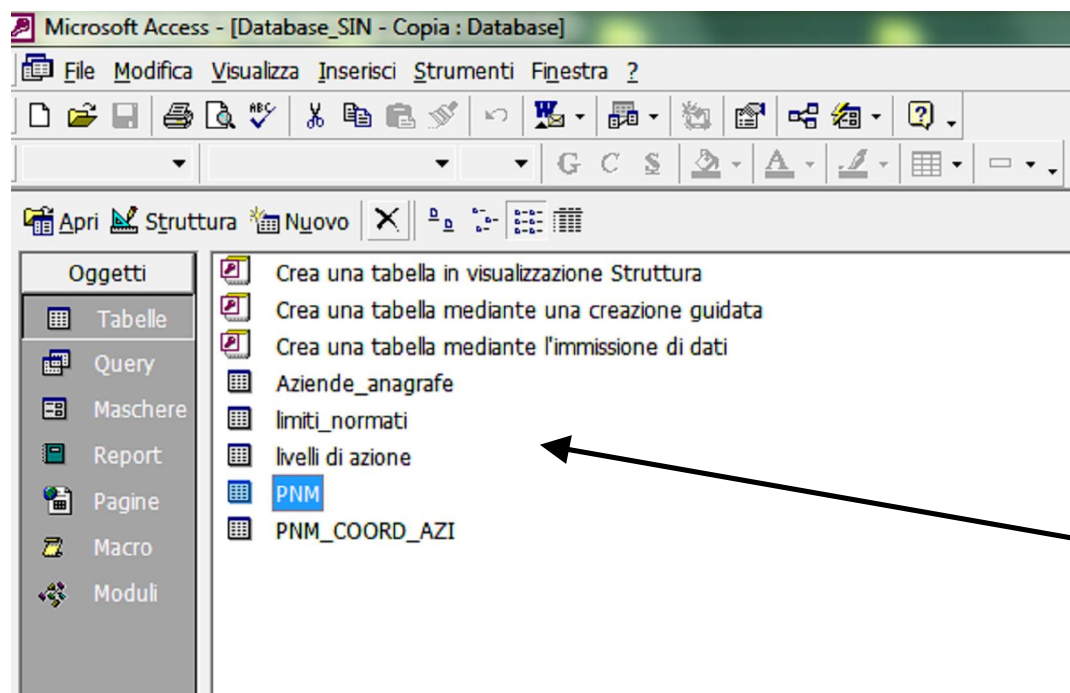 Microsoft Access - [Database_SIN - Copia : Database]
File Modifica Visualizza Inserisci Strumenti Finestra ?
ABC W ?
G C S A
Apri Struttura Nuovo
Oggetti
Tabelle
Query
Maschere
Report
Pagine
Macro
Moduli
Crea una tabella in visualizzazione Struttura
Crea una tabella mediante una creazione guidata
Crea una tabella mediante l'immissione di dati
Aziende_anagrafe
limiti_normati
livelli di azione
PNM
PNM_COORD_AZI